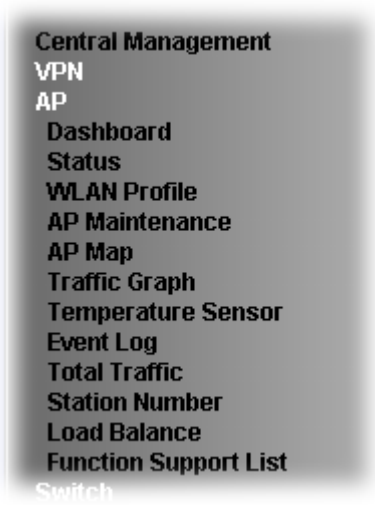 Central Management
VPN
AP
Dashboard
Status
WLAN Profile
AP Maintenance
AP Map
Traffic Graph
Temperature Sensor
Event Log
Total Traffic
Station Number
Load Balance
Function Support List
Switch